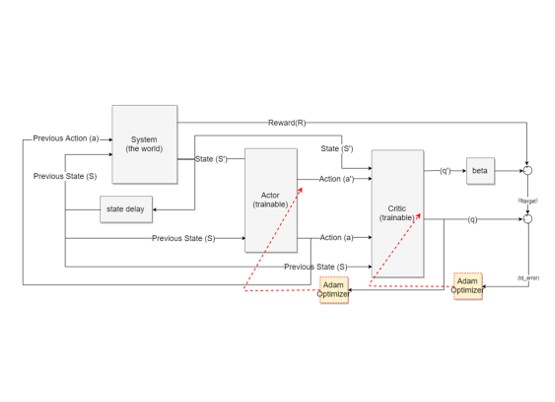 Reward(R)
Previous Action (a)
System
(the world)
State (S')
State (S')
Previous State (S)
Action (a')
(q')
beta
Actor
(trainable)
Critic
(trainable)
state delay
(q)
Previous State (S)
Action (a)
Previous State (S)
(td_error)
Adam
Optimizer
Adam
Optimizer